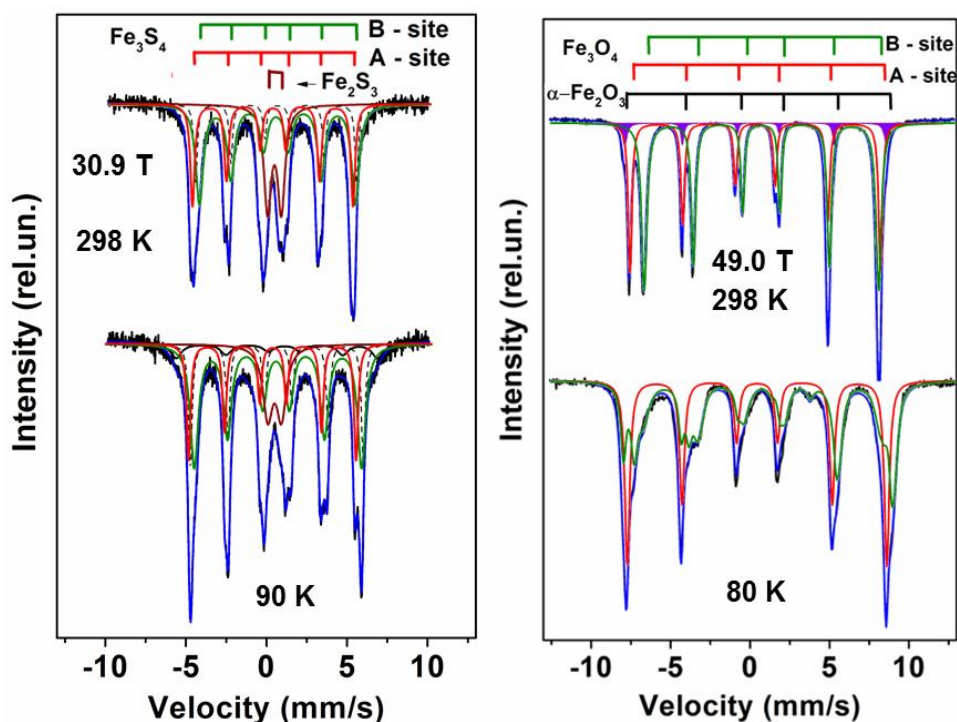 Fe₃S₄
B - site
A - site
Fe₂S₃
30.9 T
298 K
90 K
Intensity (rel.un.)
-10 -5 0 5 10
Velocity (mm/s)
Fe₃O₄
B - site
A - site
α-Fe₂O₃
49.0 T
298 K
80 K
Intensity (rel.un.)
-10 -5 0 5 10
Velocity (mm/s)